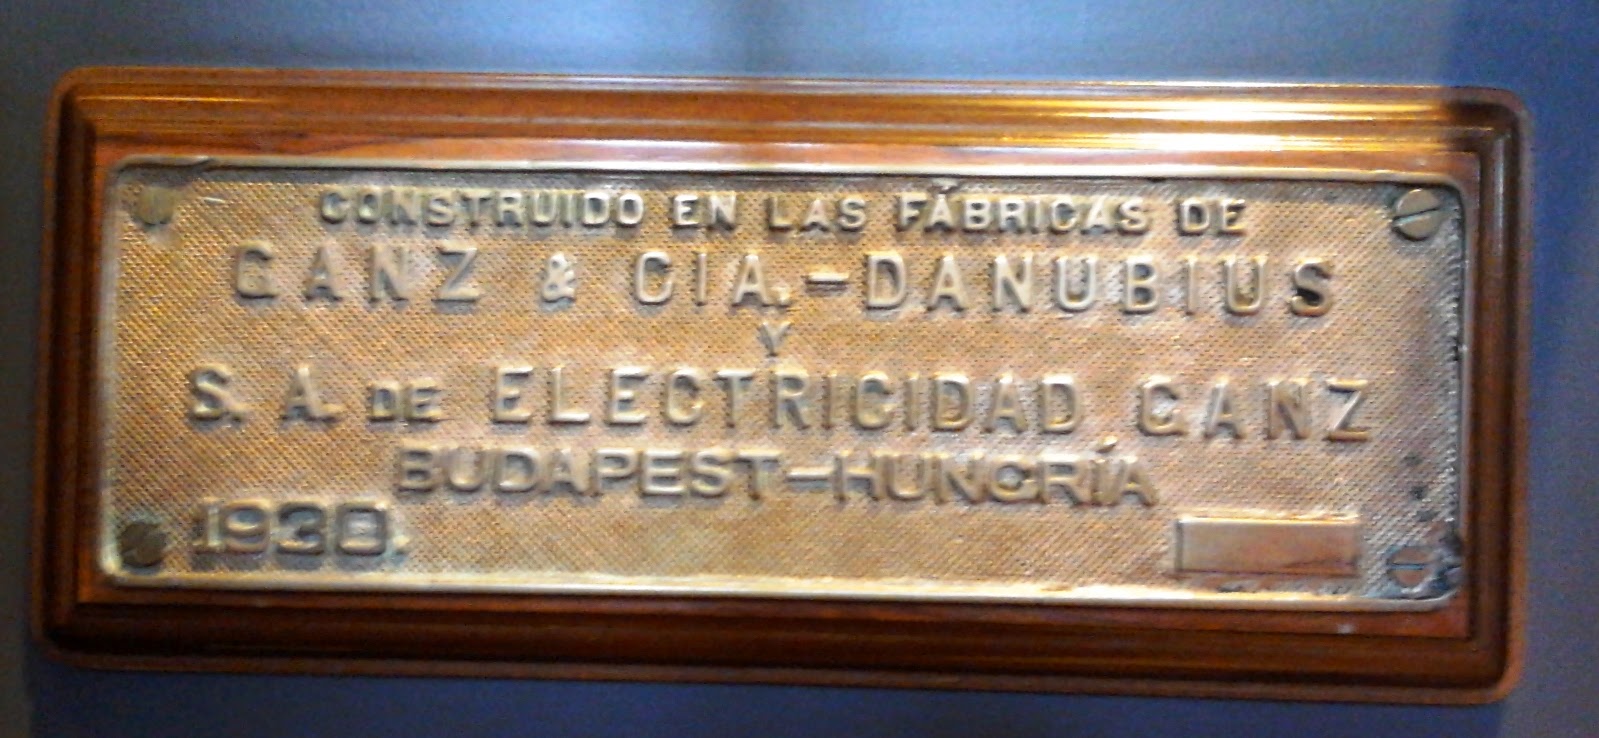 CONSTRUIDO EN LAS FÁBRICAS DE
GANZ & CIA.-DANUBIUS
Y
S. A. DE ELECTRICIDAD GANZ
BUDAPEST-HUNGRÍA
1930.